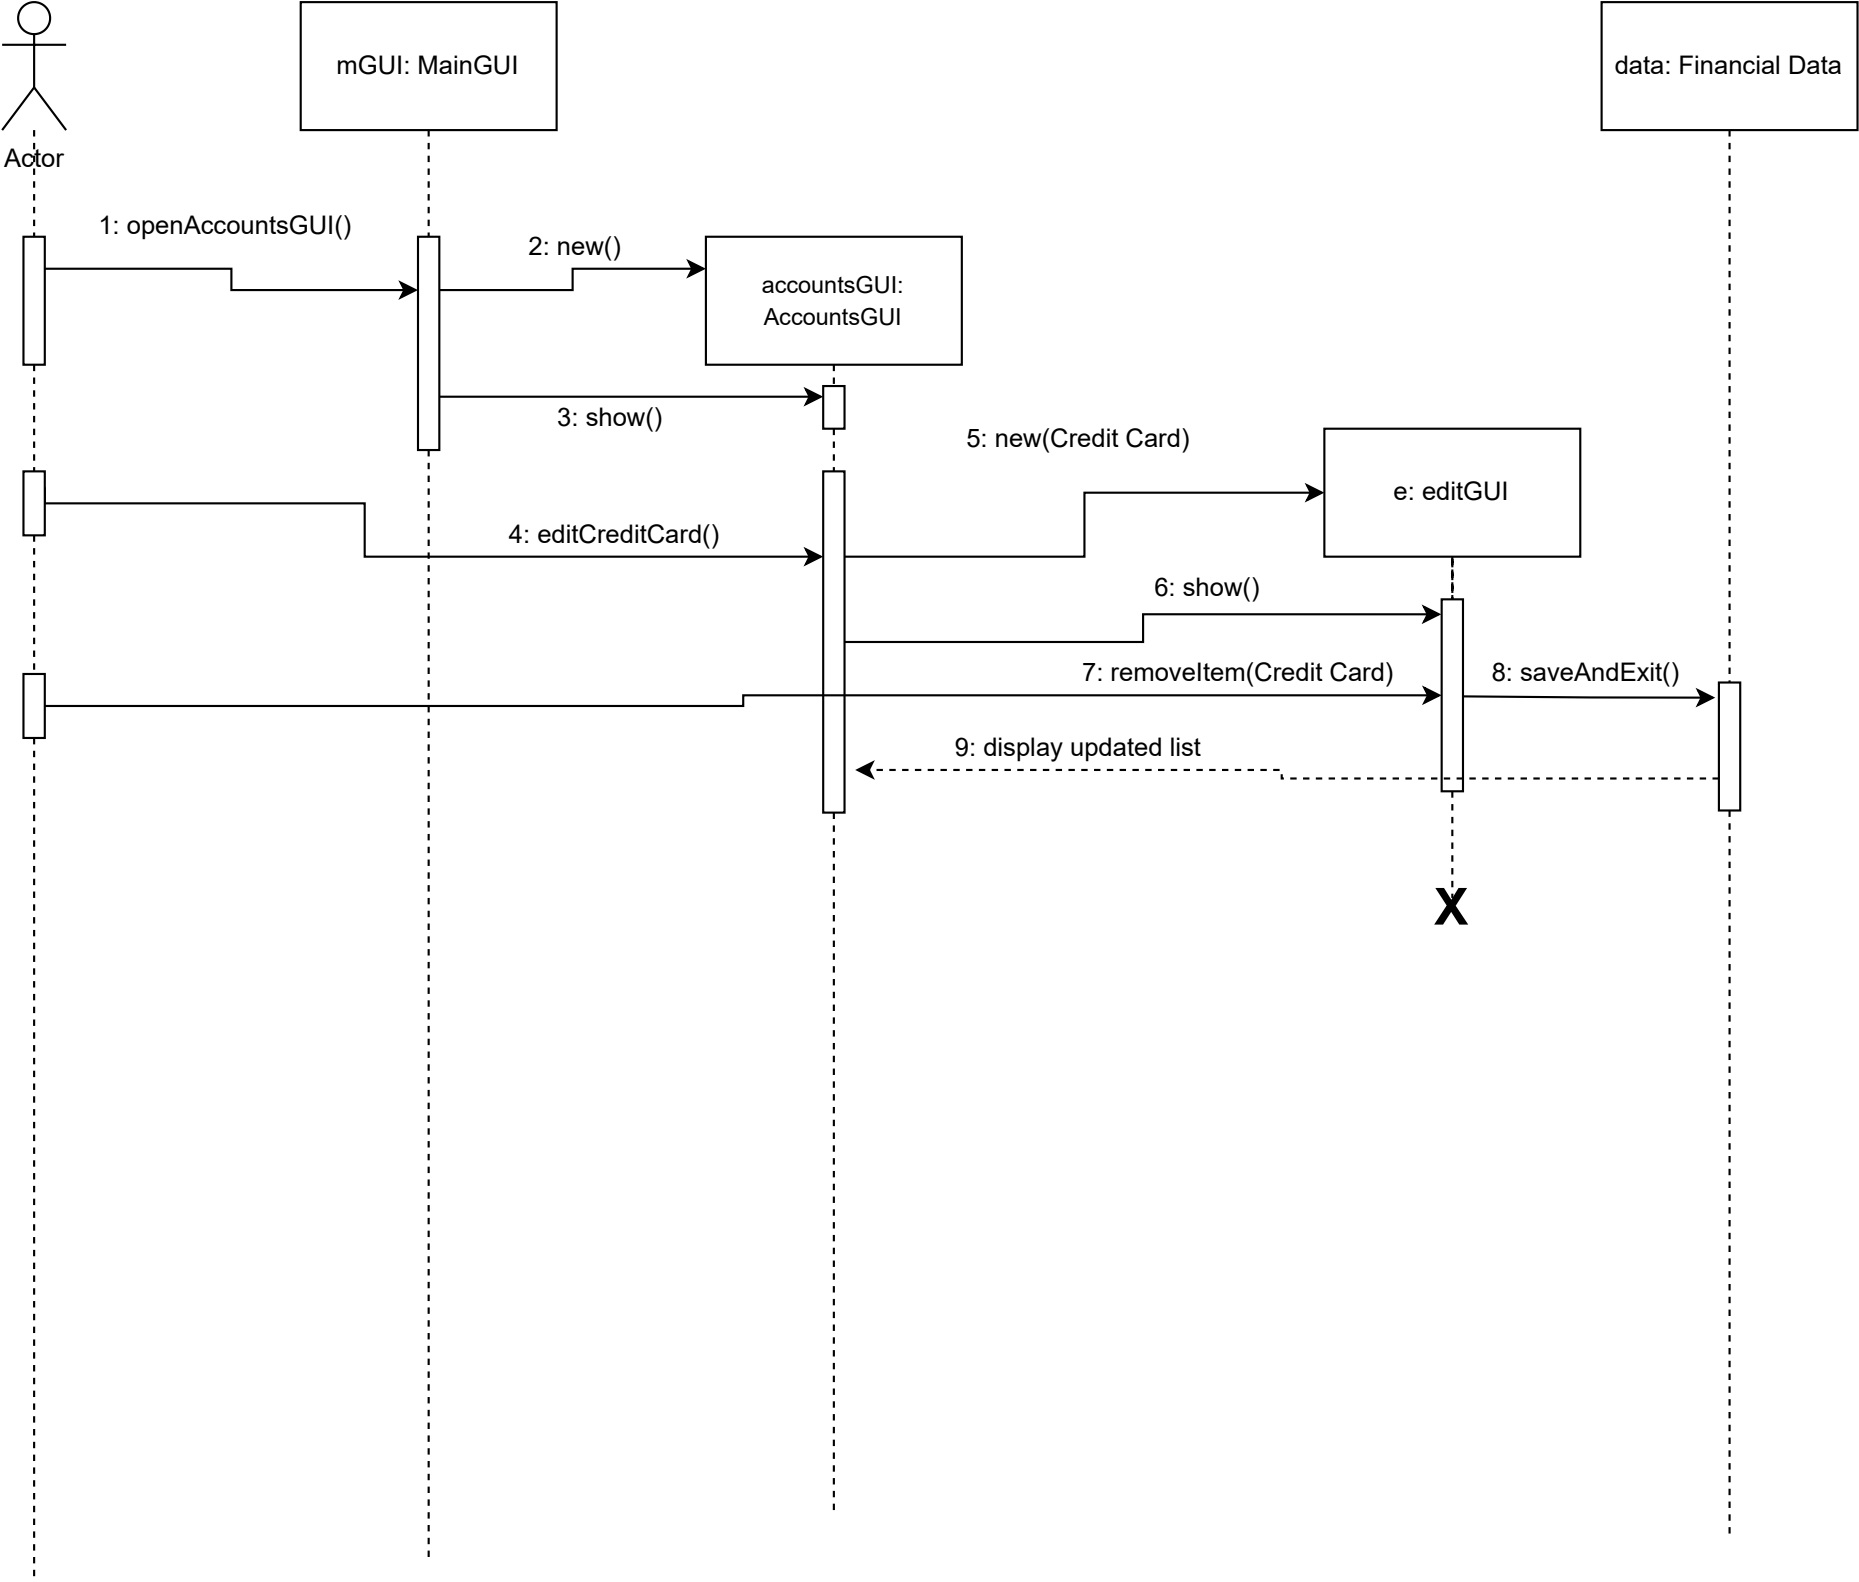 mGUI: MainGUI
data: Financial Data
Actor
1: openAccountsGUI()
2: new()
accountsGUI:
AccountsGUI
3: show()
5: new(Credit Card)
e: editGUI
4: editCreditCard()
6: show()
7: removeItem(Credit Card)
8: saveAndExit()
9: display updated list
X